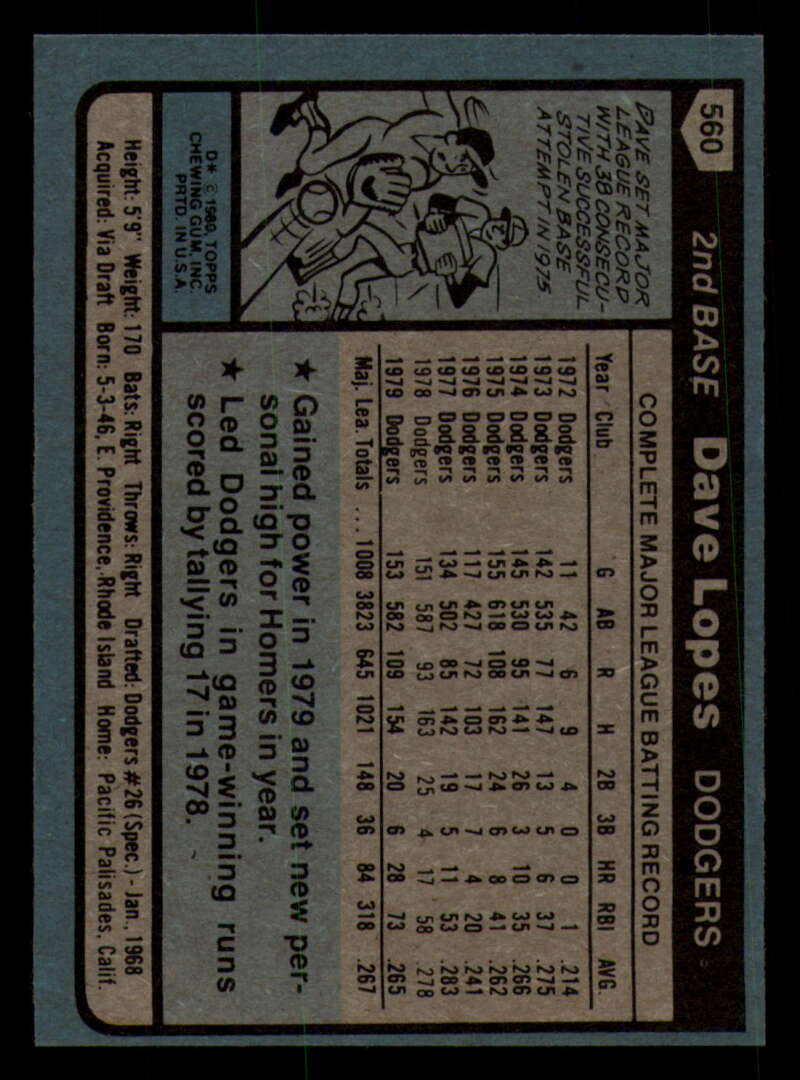 560
2nd BASE Dave Lopes DODGERS
DAVE SET MAJOR
LEAGUE RECORD
WITH 38 CONSECU-
TIVE SUCCESSFUL
STOLEN BASE
ATTEMPT IN 1975
D* © 1980, TOPPS
CHEWING GUM, INC.
PRTD. IN U.S.A.
COMPLETE MAJOR LEAGUE BATTING RECORD
Year Club G AB R H 2B 3B HR RBI AVG.
1972 Dodgers 11 42 6 9 4 0 0 1 .214
1973 Dodgers 142 535 77 147 13 5 6 37 .275
1974 Dodgers 145 530 95 141 26 3 10 35 .266
1975 Dodgers 155 618 108 162 24 6 8 41 .262
1976 Dodgers 117 427 72 103 17 7 4 20 .241
1977 Dodgers 134 502 85 142 19 5 11 53 .283
1978 Dodgers 151 587 93 163 25 4 17 58 .278
1979 Dodgers 153 582 109 154 20 6 28 73 .265
Maj. Lea. Totals ... 1008 3823 645 1021 148 36 84 318 .267
★ Gained power in 1979 and set new per-
sonal high for Homers in year.
★ Led Dodgers in game-winning runs
scored by tallying 17 in 1978.
Height: 5'9" Weight: 170 Bats: Right Throws: Right Drafted: Dodgers #26 (Spec.) - Jan., 1968
Acquired: Via Draft Born: 5-3-46, E. Providence, Rhode Island Home: Pacific Palisades, Calif.